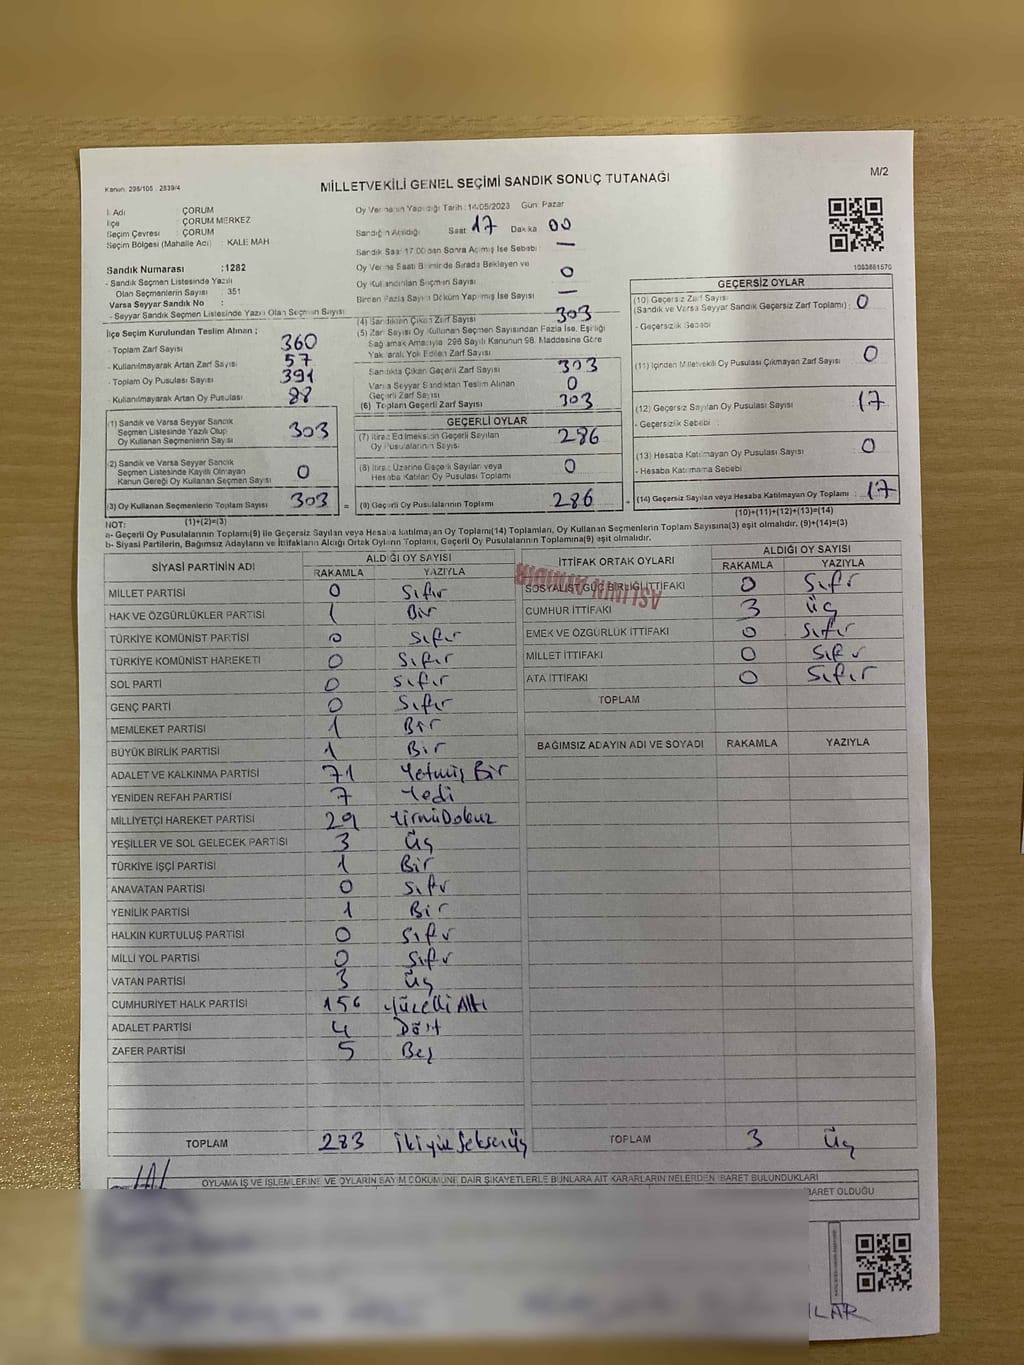 Kanun: 298/106 - 2839/4
MİLLETVEKİLİ GENEL SEÇİMİ SANDIK SONUÇ TUTANAĞI
M/2
İl Adı : ÇORUM
İlçe : ÇORUM MERKEZ
Seçim Çevresi : ÇORUM
Seçim Bölgesi (Mahalle Adı) : KALE MAH
Sandık Numarası : 1282
- Sandık Seçmen Listesinde Yazılı
Olan Seçmenlerin Sayısı : 351
Varsa Seyyar Sandık No :
- Seyyar Sandık Seçmen Listesinde Yazılı Olan Seçmen Sayısı
Oy Vermenin Yapıldığı Tarih : 14/05/2023 Gün: Pazar
Sandığın Açıldığı Saat 17 Dakika 00
Sandık Saat 17:00'dan Sonra Açılmış İse Sebebi : —
Oy Verme Saati Bitiminde Sırada Bekleyen ve
Oy Kullandırılan Seçmen Sayısı : 0
Birden Fazla Sayım Döküm Yapılmış İse Sayısı —
1083881570
İlçe Seçim Kurulundan Teslim Alınan ;
- Toplam Zarf Sayısı 360
- Kullanılmayarak Artan Zarf Sayısı 57
- Toplam Oy Pusulası Sayısı 391
- Kullanılmayarak Artan Oy Pusulası 88
(1) Sandık ve Varsa Seyyar Sandık
Seçmen Listesinde Yazılı Olup
Oy Kullanan Seçmenlerin Sayısı 303
(2) Sandık ve Varsa Seyyar Sandık
Seçmen Listesinde Kayıtlı Olmayan
Kanun Gereği Oy Kullanan Seçmen Sayısı 0
(3) Oy Kullanan Seçmenlerin Toplam Sayısı 303
(1)+(2)=(3)
(4) Sandıktan Çıkan Zarf Sayısı 303
(5) Zarf Sayısı Oy Kullanan Seçmen Sayısından Fazla İse, Eşitliği
Sağlamak Amacıyla 298 Sayılı Kanunun 98. Maddesine Göre
Yakılarak Yok Edilen Zarf Sayısı
Sandıkta Çıkan Geçerli Zarf Sayısı 303
Varsa Seyyar Sandıktan Teslim Alınan
Geçerli Zarf Sayısı 0
(6) Toplam Geçerli Zarf Sayısı 303
GEÇERLİ OYLAR
(7) İtiraz Edilmeksizin Geçerli Sayılan
Oy Pusulalarının Sayısı 286
(8) İtiraz Üzerine Geçerli Sayılan veya
Hesaba Katılan Oy Pusulaları Toplamı 0
= (9) Geçerli Oy Pusulalarının Toplamı 286
GEÇERSİZ OYLAR
(10) Geçersiz Zarf Sayısı
(Sandık ve Varsa Seyyar Sandık Geçersiz Zarf Toplamı) : 0
- Geçersizlik Sebebi
(11) İçinden Milletvekili Oy Pusulası Çıkmayan Zarf Sayısı 0
(12) Geçersiz Sayılan Oy Pusulası Sayısı 17
- Geçersizlik Sebebi :
(13) Hesaba Katılmayan Oy Pusulası Sayısı 0
- Hesaba Katılmama Sebebi
+ (14) Geçersiz Sayılan veya Hesaba Katılmayan Oy Toplamı : 17
(10)+(11)+(12)+(13)=(14)
NOT:
a- Geçerli Oy Pusulalarının Toplamı(9) ile Geçersiz Sayılan veya Hesaba katılmayan Oy Toplamı(14) Toplamları, Oy Kullanan Seçmenlerin Toplam Sayısına(3) eşit olmalıdır. (9)+(14)=(3)
b- Siyasi Partilerin, Bağımsız Adayların ve İttifakların Aldığı Ortak Oyların Toplamı, Geçerli Oy Pusulalarının Toplamına(9) eşit olmalıdır.
SİYASİ PARTİNİN ADI ALDIĞI OY SAYISI
RAKAMLA YAZIYLA
MİLLET PARTİSİ 0 Sıfır
HAK VE ÖZGÜRLÜKLER PARTİSİ 1 Bir
TÜRKİYE KOMÜNİST PARTİSİ 0 Sıfır
TÜRKİYE KOMÜNİST HAREKETİ 0 Sıfır
SOL PARTİ 0 Sıfır
GENÇ PARTİ 0 Sıfır
MEMLEKET PARTİSİ 1 Bir
BÜYÜK BİRLİK PARTİSİ 1 Bir
ADALET VE KALKINMA PARTİSİ 71 Yetmiş Bir
YENİDEN REFAH PARTİSİ 7 Yedi
MİLLİYETÇİ HAREKET PARTİSİ 29 Yirmi Dokuz
YEŞİLLER VE SOL GELECEK PARTİSİ 3 Üç
TÜRKİYE İŞÇİ PARTİSİ 1 Bir
ANAVATAN PARTİSİ 0 Sıfır
YENİLİK PARTİSİ 1 Bir
HALKIN KURTULUŞ PARTİSİ 0 Sıfır
MİLLİ YOL PARTİSİ 0 Sıfır
VATAN PARTİSİ 3 Üç
CUMHURİYET HALK PARTİSİ 156 Yüzelli Altı
ADALET PARTİSİ 4 Dört
ZAFER PARTİSİ 5 Beş
TOPLAM 283 İkiyüz Seksenüç
İTTİFAK ORTAK OYLARI ALDIĞI OY SAYISI
RAKAMLA YAZIYLA
ASLININ AYNIDIR
SOSYALİST GÜÇ BİRLİĞİ İTTİFAKI 0 Sıfır
CUMHUR İTTİFAKI 3 Üç
EMEK VE ÖZGÜRLÜK İTTİFAKI 0 Sıfır
MİLLET İTTİFAKI 0 Sıfır
ATA İTTİFAKI 0 Sıfır
TOPLAM
BAĞIMSIZ ADAYIN ADI VE SOYADI RAKAMLA YAZIYLA
TOPLAM 3 Üç
OYLAMA İŞ VE İŞLEMLERİNE VE OYLARIN SAYIM DÖKÜMÜNE DAİR ŞİKAYETLERLE BUNLARA AİT KARARLARIN NELERDEN İBARET BULUNDUKLARI
BARET OLDUĞU